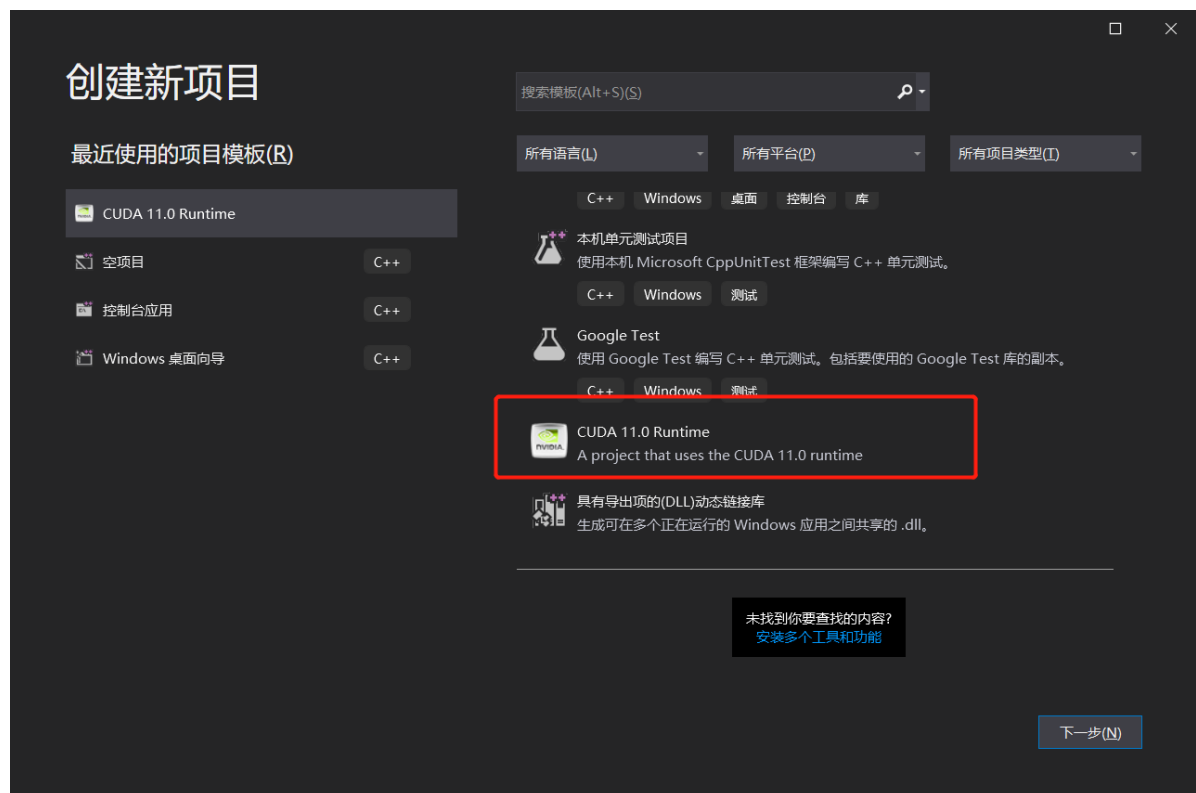 创建新项目
搜索模板(Alt+S)(S)
最近使用的项目模板(R)
所有语言(L)
所有平台(P)
所有项目类型(T)
CUDA 11.0 Runtime
空项目
C++
控制台应用
C++
Windows 桌面向导
C++
C++ Windows 桌面 控制台 库
本机单元测试项目
使用本机 Microsoft CppUnitTest 框架编写 C++ 单元测试。
C++ Windows 测试
Google Test
使用 Google Test 编写 C++ 单元测试。包括要使用的 Google Test 库的副本。
C++ Windows 测试
NVIDIA
CUDA 11.0 Runtime
A project that uses the CUDA 11.0 runtime
具有导出项的(DLL)动态链接库
生成可在多个正在运行的 Windows 应用之间共享的 .dll。
未找到你要查找的内容?
安装多个工具和功能
下一步(N)